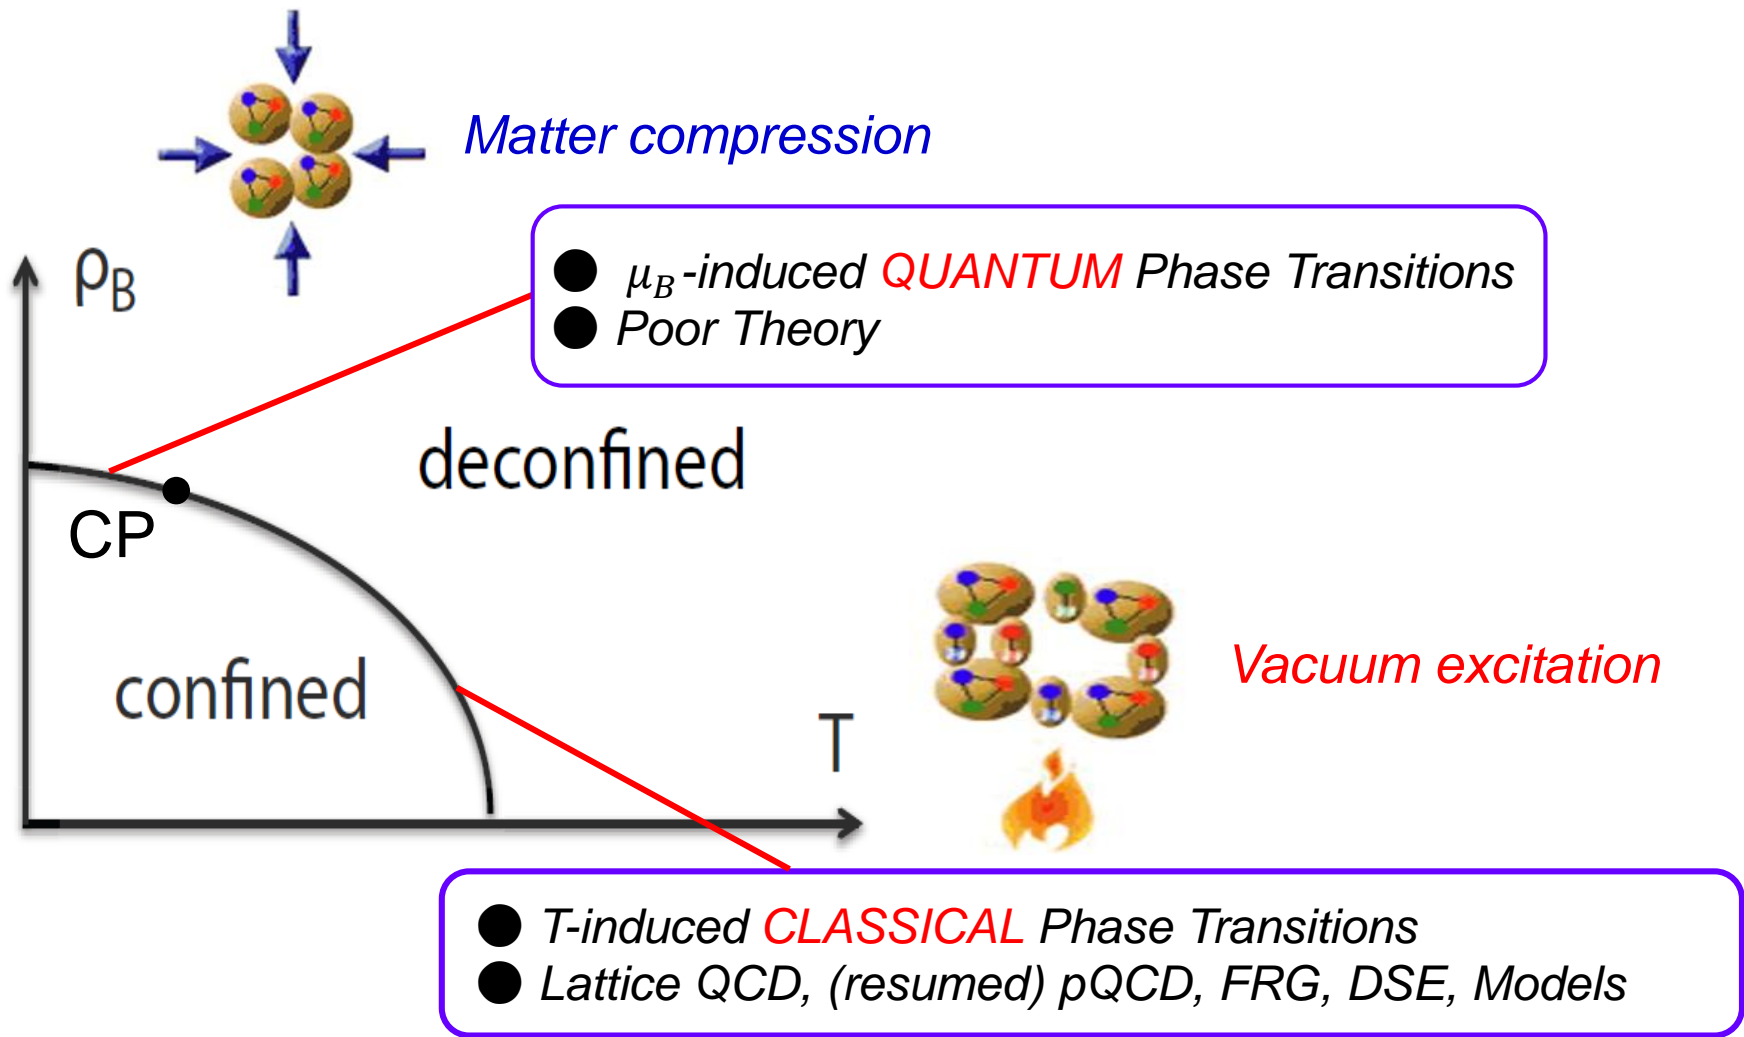 Matter compression
ρB
● μB-induced QUANTUM Phase Transitions
● Poor Theory
deconfined
CP
confined
T
Vacuum excitation
● T-induced CLASSICAL Phase Transitions
● Lattice QCD, (resumed) pQCD, FRG, DSE, Models